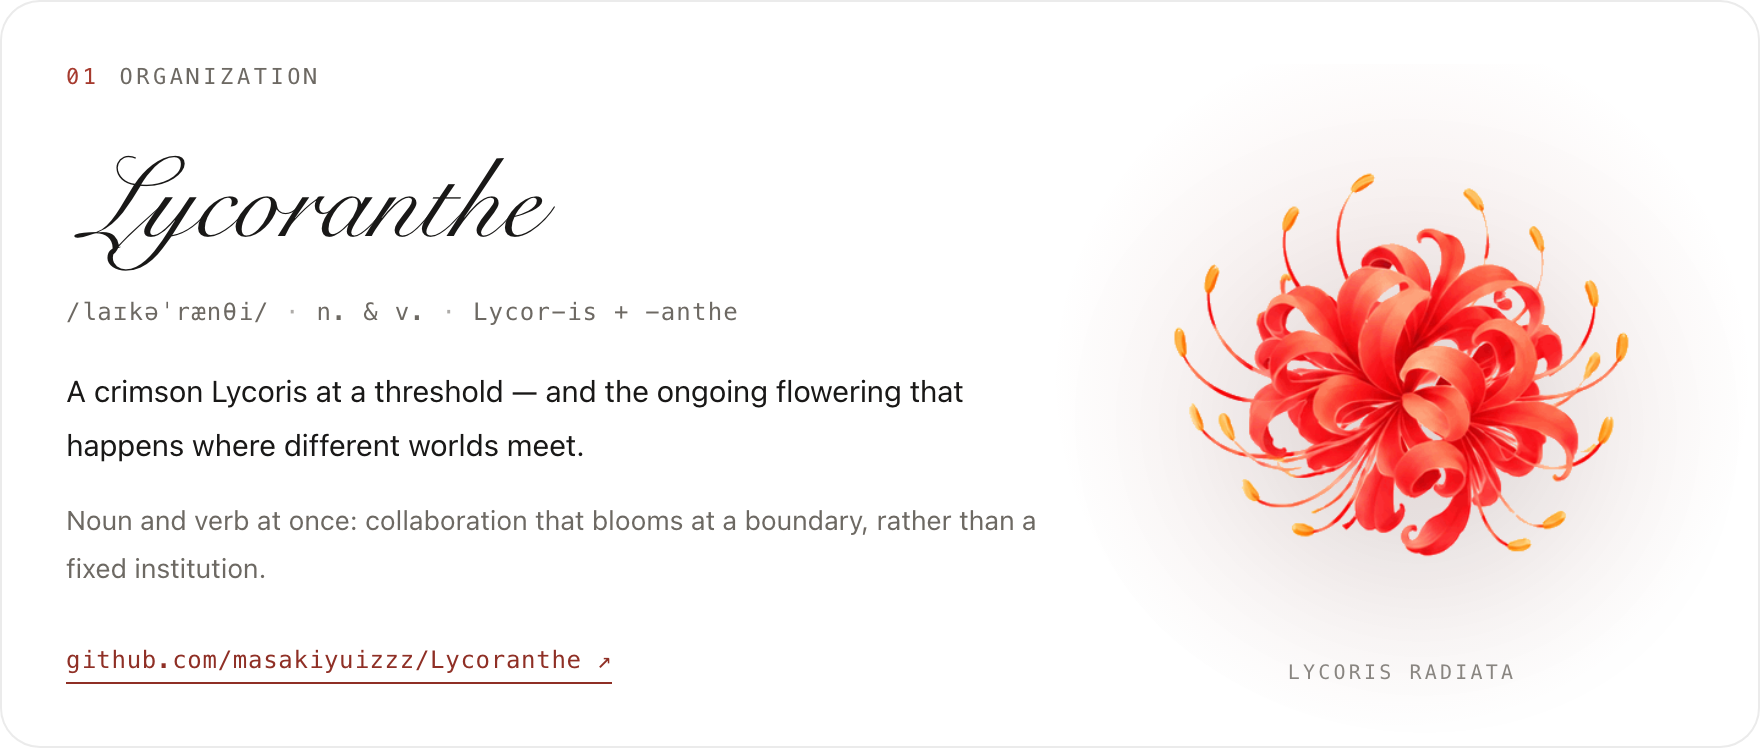 01 ORGANIZATION
Lycoranthe
/laɪkəˈrænθi/ · n. & v. · Lycor–is + –anthe
A crimson Lycoris at a threshold — and the ongoing flowering that
happens where different worlds meet.
Noun and verb at once: collaboration that blooms at a boundary, rather than a
fixed institution.
github.com/masakiyuizzz/Lycoranthe ↗
LYCORIS RADIATA